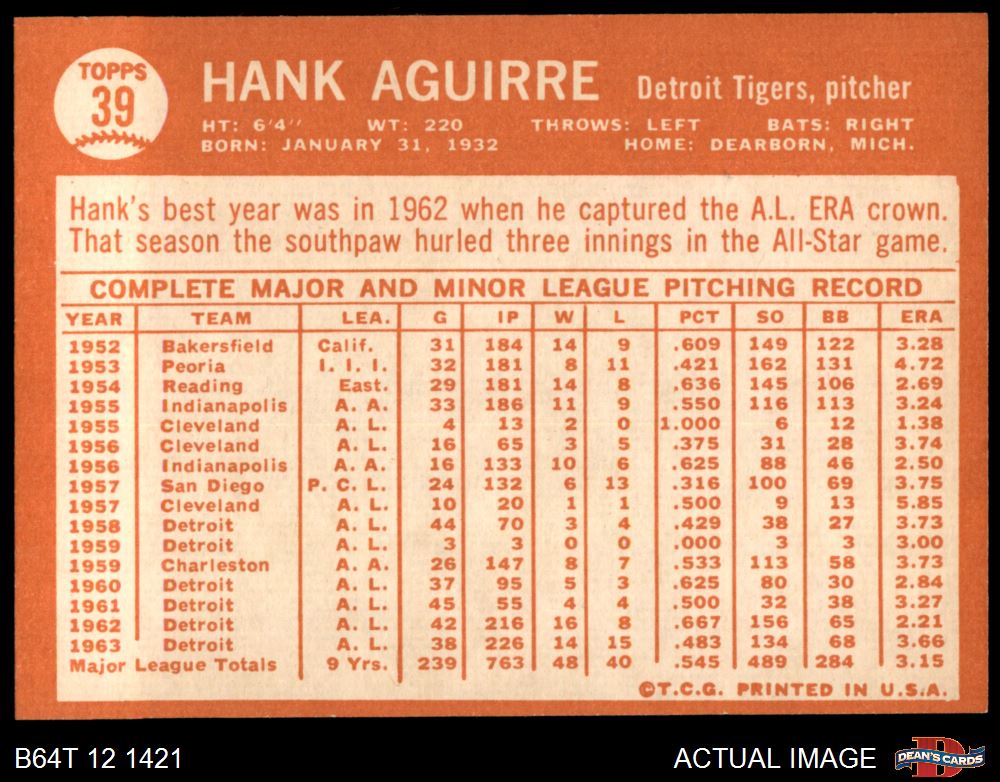 TOPPS
39
HANK AGUIRRE Detroit Tigers, pitcher
HT: 6'4" WT: 220 THROWS: LEFT BATS: RIGHT
BORN: JANUARY 31, 1932 HOME: DEARBORN, MICH.
Hank's best year was in 1962 when he captured the A.L. ERA crown.
That season the southpaw hurled three innings in the All-Star game.
COMPLETE MAJOR AND MINOR LEAGUE PITCHING RECORD
YEAR TEAM LEA. G IP W L PCT SO BB ERA
1952 Bakersfield Calif. 31 184 14 9 .609 149 122 3.28
1953 Peoria I. I. I. 32 181 8 11 .421 162 131 4.72
1954 Reading East. 29 181 14 8 .636 145 106 2.69
1955 Indianapolis A. A. 33 186 11 9 .550 116 113 3.24
1955 Cleveland A. L. 4 13 2 0 1.000 6 12 1.38
1956 Cleveland A. L. 16 65 3 5 .375 31 28 3.74
1956 Indianapolis A. A. 16 133 10 6 .625 88 46 2.50
1957 San Diego P. C. L. 24 132 6 13 .316 100 69 3.75
1957 Cleveland A. L. 10 20 1 1 .500 9 13 5.85
1958 Detroit A. L. 44 70 3 4 .429 38 27 3.73
1959 Detroit A. L. 3 3 0 0 .000 3 3 3.00
1959 Charleston A. A. 26 147 8 7 .533 113 58 3.73
1960 Detroit A. L. 37 95 5 3 .625 80 30 2.84
1961 Detroit A. L. 45 55 4 4 .500 32 38 3.27
1962 Detroit A. L. 42 216 16 8 .667 156 65 2.21
1963 Detroit A. L. 38 226 14 15 .483 134 68 3.66
Major League Totals 9 Yrs. 239 763 48 40 .545 489 284 3.15
©T.C.G. PRINTED IN U.S.A.
B64T 12 1421 ACTUAL IMAGE DEAN'S CARDS